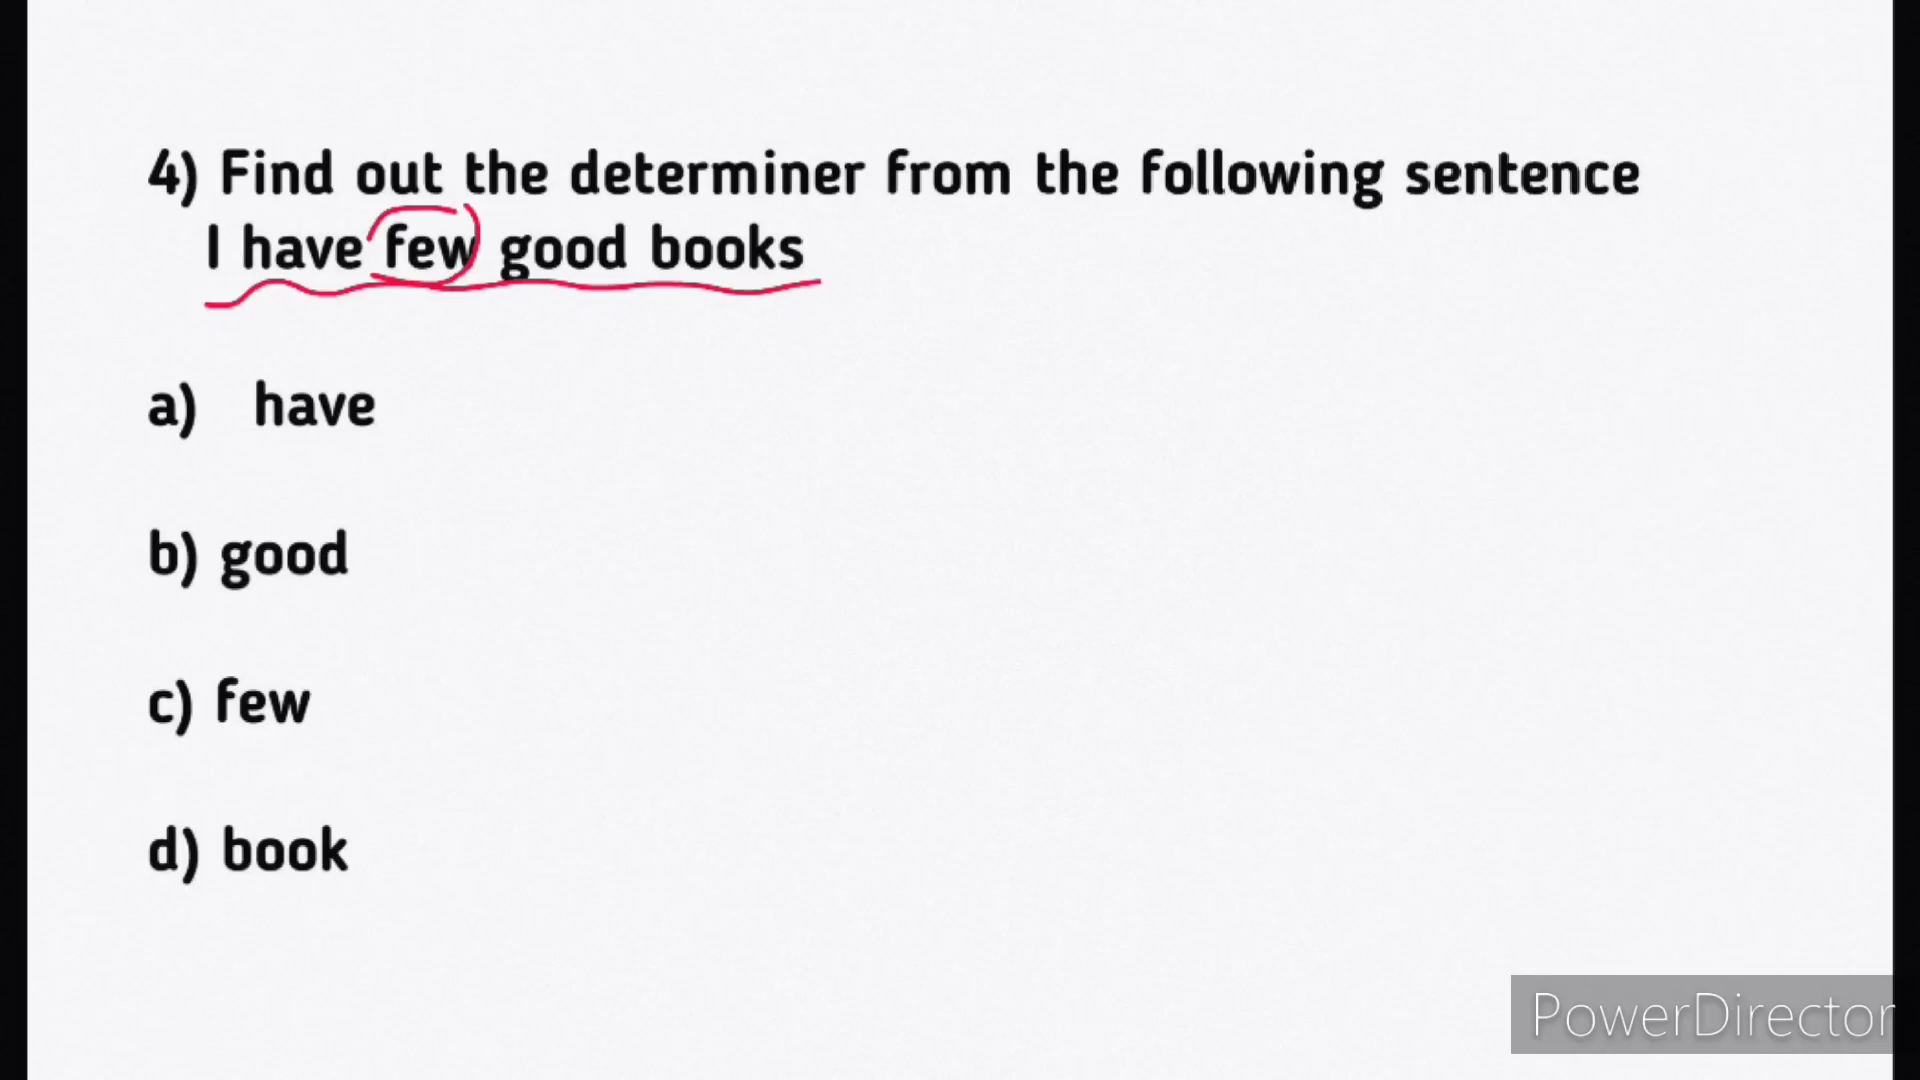 4) Find out the determiner from the following sentence
I have few good books
a) have
b) good
c) few
d) book
PowerDirector